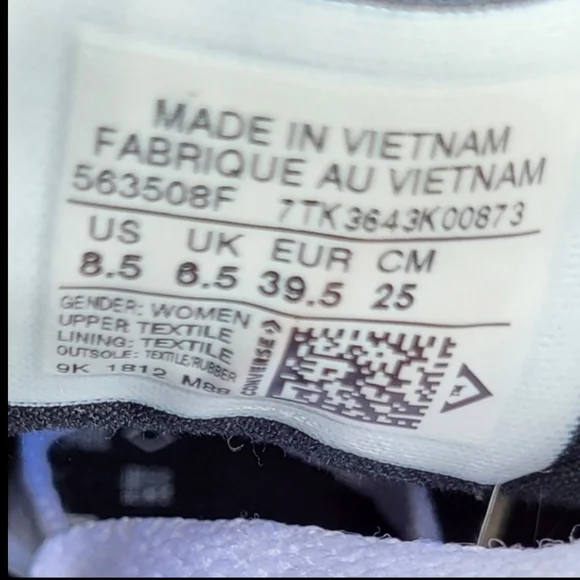 MADE IN VIETNAM
FABRIQUE AU VIETNAM
563508F 7TK3643K00873
US UK EUR CM
8.5 6.5 39.5 25
GENDER: WOMEN
UPPER TEXTILE
LINING: TEXTILE
OUTSOLE: TEXTILE/RUBBER
9K 1812
CONVERSE